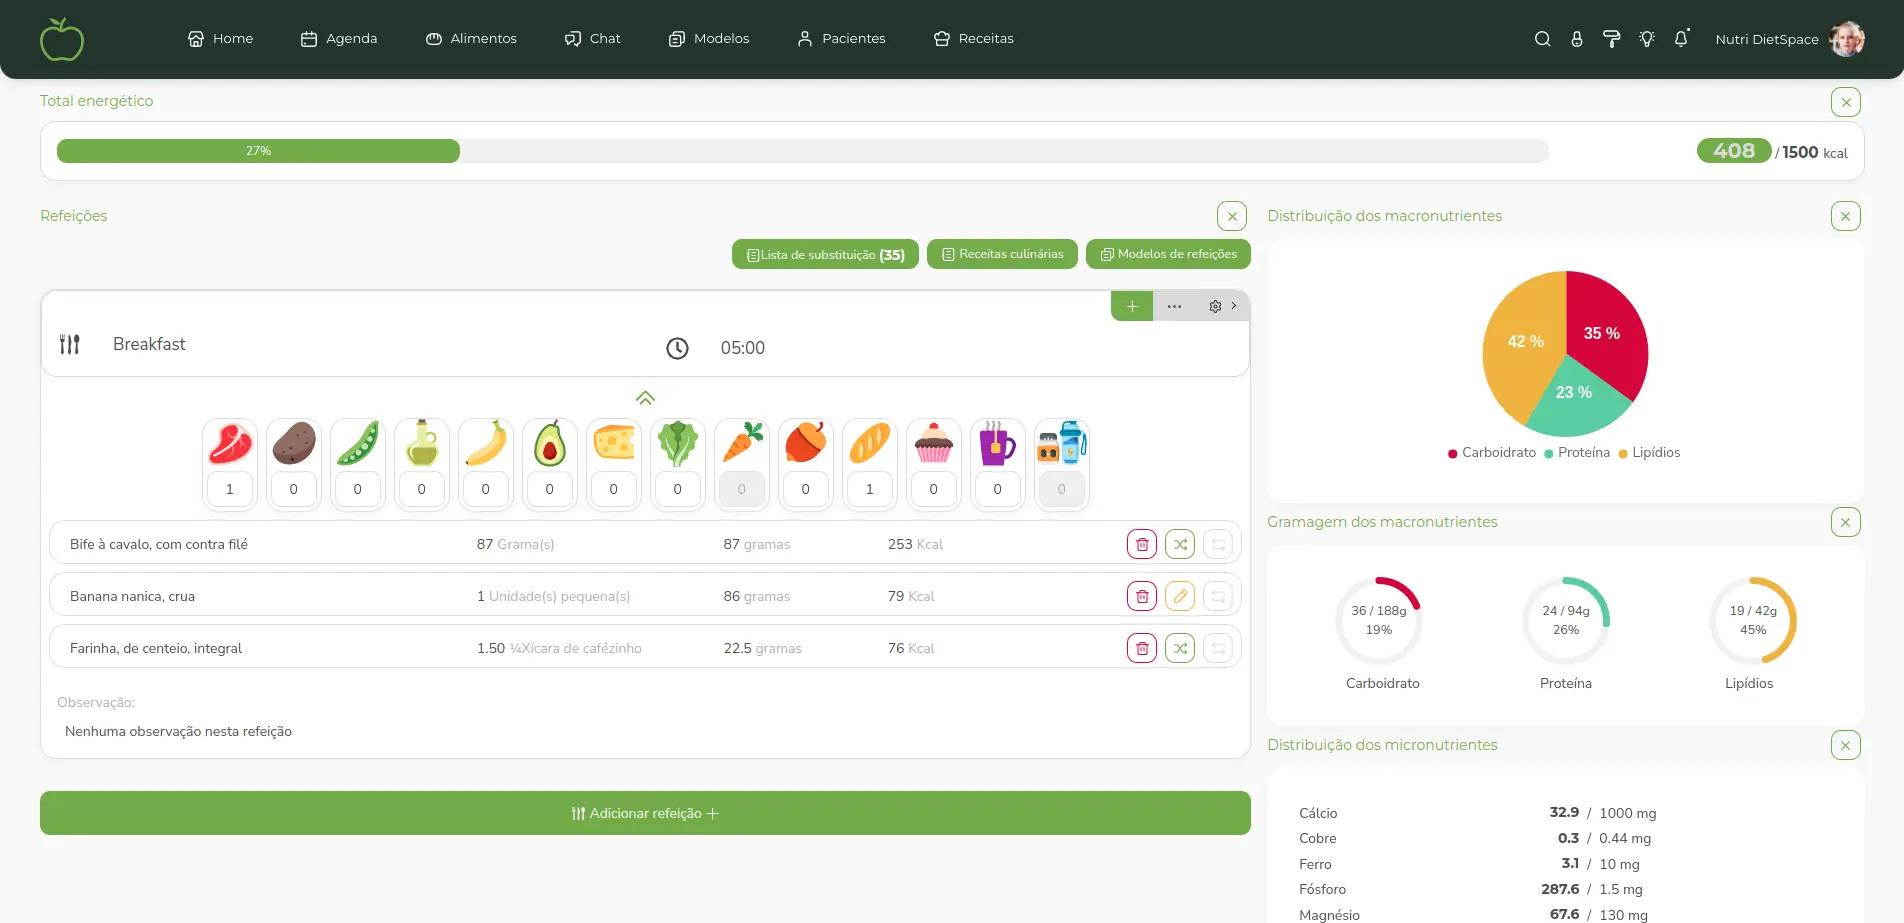 Home Agenda Alimentos Chat Modelos Pacientes Receitas Nutri DietSpace
Total energético
27% 408 / 1500 kcal
Refeições
Lista de substituição (35) Receitas culinárias Modelos de refeições
Breakfast 05:00
1 0 0 0 0 0 0 0 0 0 1 0 0 0
Bife à cavalo, com contra filé 87 Grama(s) 87 gramas 253 Kcal
Banana nanica, crua 1 Unidade(s) pequena(s) 86 gramas 79 Kcal
Farinha, de centeio, integral 1.50 ¼Xícara de cafézinho 22.5 gramas 76 Kcal
Observação:
Nenhuma observação nesta refeição
Adicionar refeição
Distribuição dos macronutrientes
42 % 35 %
23 %
Carboidrato Proteína Lipídios
Gramagem dos macronutrientes
36 / 188g 24 / 94g 19 / 42g
19% 26% 45%
Carboidrato Proteína Lipídios
Distribuição dos micronutrientes
Cálcio 32.9 / 1000 mg
Cobre 0.3 / 0.44 mg
Ferro 3.1 / 10 mg
Fósforo 287.6 / 1.5 mg
Magnésio 67.6 / 130 mg